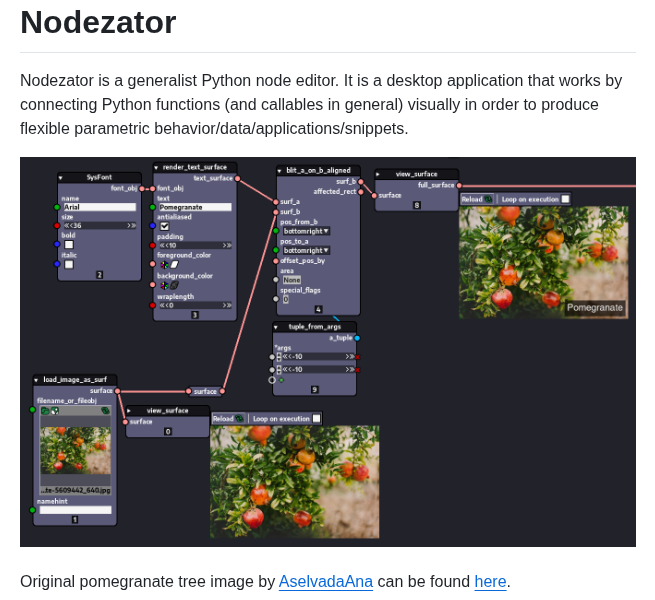 Nodezator
Nodezator is a generalist Python node editor. It is a desktop application that works by
connecting Python functions (and callables in general) visually in order to produce
flexible parametric behavior/data/applications/snippets.
SysFont
font_obj
name
Arial
size
<<36 >>
bold
italic
2
render_text_surface
text_surface
font_obj
text
Pomegranate
antialiased
padding
<<10 >>
foreground_color
background_color
wraplength
<<0 >>
3
blit_a_on_b_aligned
surf_b
affected_rect
surf_a
surf_b
pos_from_b
bottomright▼
pos_to_a
bottomright▼
offset_pos_by
area
None
special_flags
0
4
view_surface
full_surface
surface
8
Reload | Loop on execution
Pomegranate
tuple_from_args
a_tuple
*args
<<-10 >>
<<-10 >>
9
load_image_as_surf
surface
filename_or_fileobj
..te-5609442_640.jpg
namehint
1
surface
view_surface
surface
0
Reload | Loop on execution
Original pomegranate tree image by AselvadaAna can be found here.